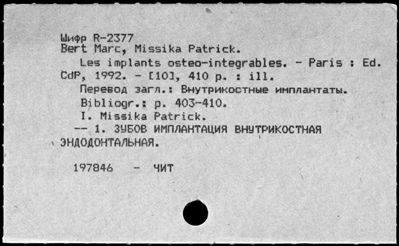 Шифр R-2377
Bert Marc, Missika Patrick.
Les implants osteo-integrables. - Paris : Ed.
CdP, 1992. - [10], 410 p. : ill.
Перевод загл.: Внутрикостные имплантаты.
Bibliogr.: p. 403-410.
I. Missika Patrick.
-- 1. ЗУБОВ ИМПЛАНТАЦИЯ ВНУТРИКОСТНАЯ
ЭНДОДОНТАЛЬНАЯ.
197846 - ЧИТ